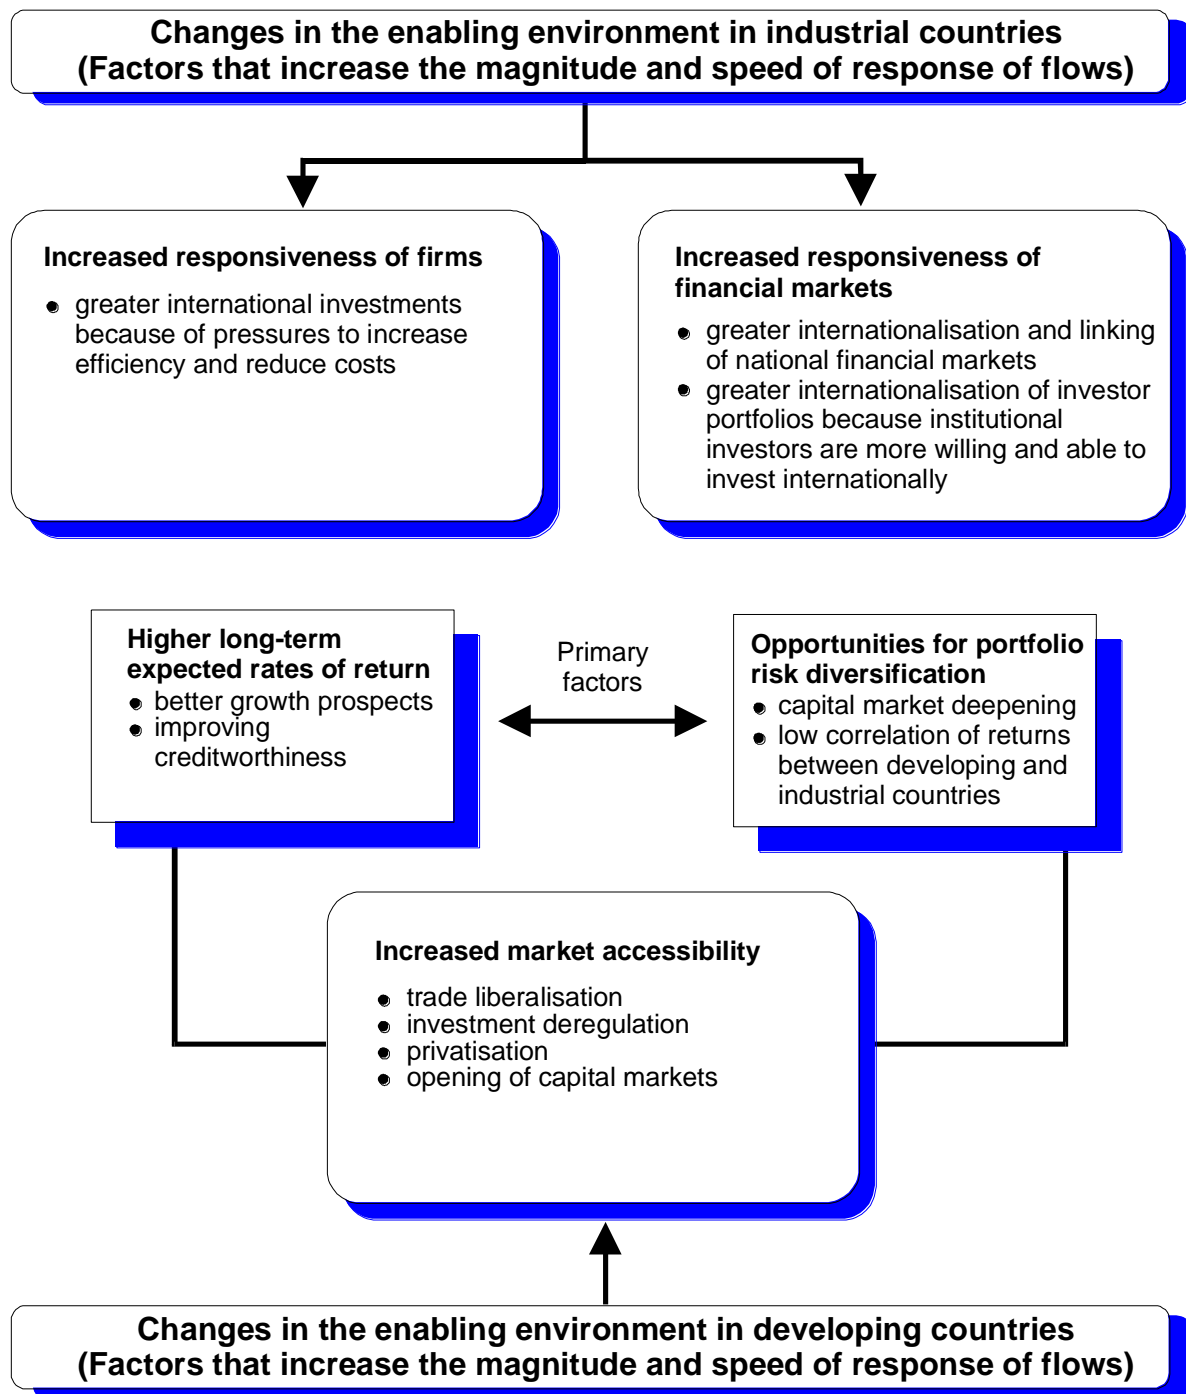 Changes in the enabling environment in industrial countries
(Factors that increase the magnitude and speed of response of flows)
Increased responsiveness of firms
greater international investments
because of pressures to increase
efficiency and reduce costs
Increased responsiveness of
financial markets
greater internationalisation and linking
of national financial markets
greater internationalisation of investor
portfolios because institutional
investors are more willing and able to
invest internationally
Higher long-term
expected rates of return
better growth prospects
improving
creditworthiness
Primary
factors
Opportunities for portfolio
risk diversification
capital market deepening
low correlation of returns
between developing and
industrial countries
Increased market accessibility
trade liberalisation
investment deregulation
privatisation
opening of capital markets
Changes in the enabling environment in developing countries
(Factors that increase the magnitude and speed of response of flows)